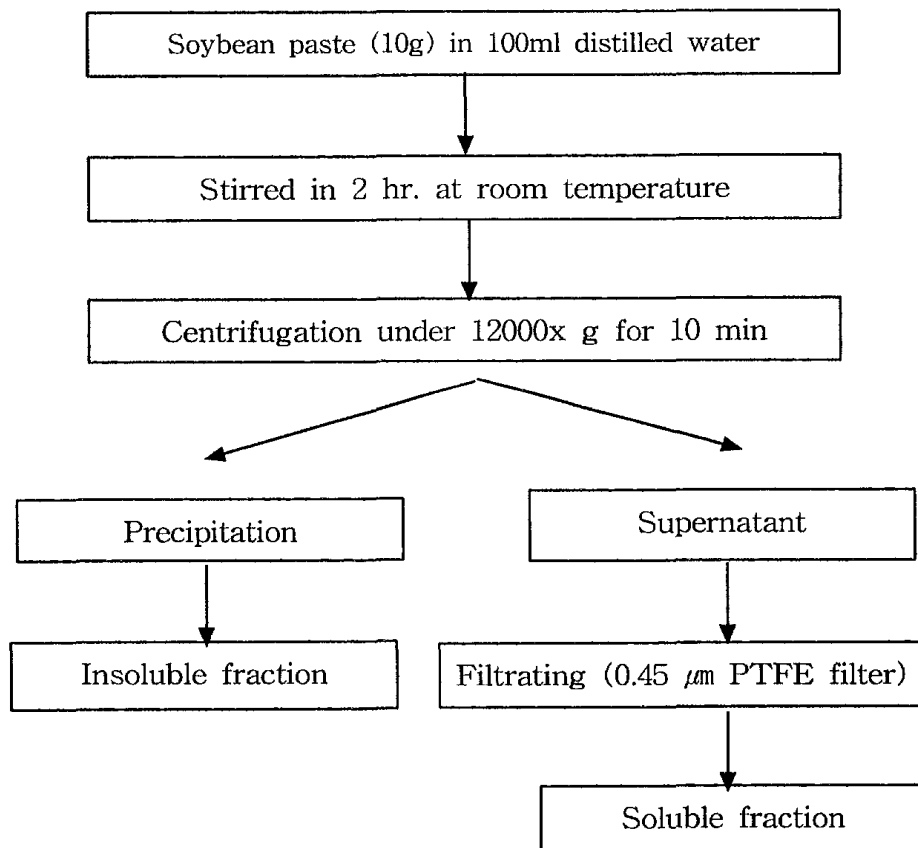 Soybean paste (10g) in 100ml distilled water
Stirred in 2 hr. at room temperature
Centrifugation under 12000x g for 10 min
Precipitation
Supernatant
Insoluble fraction
Filtrating (0.45 ㎛ PTFE filter)
Soluble fraction